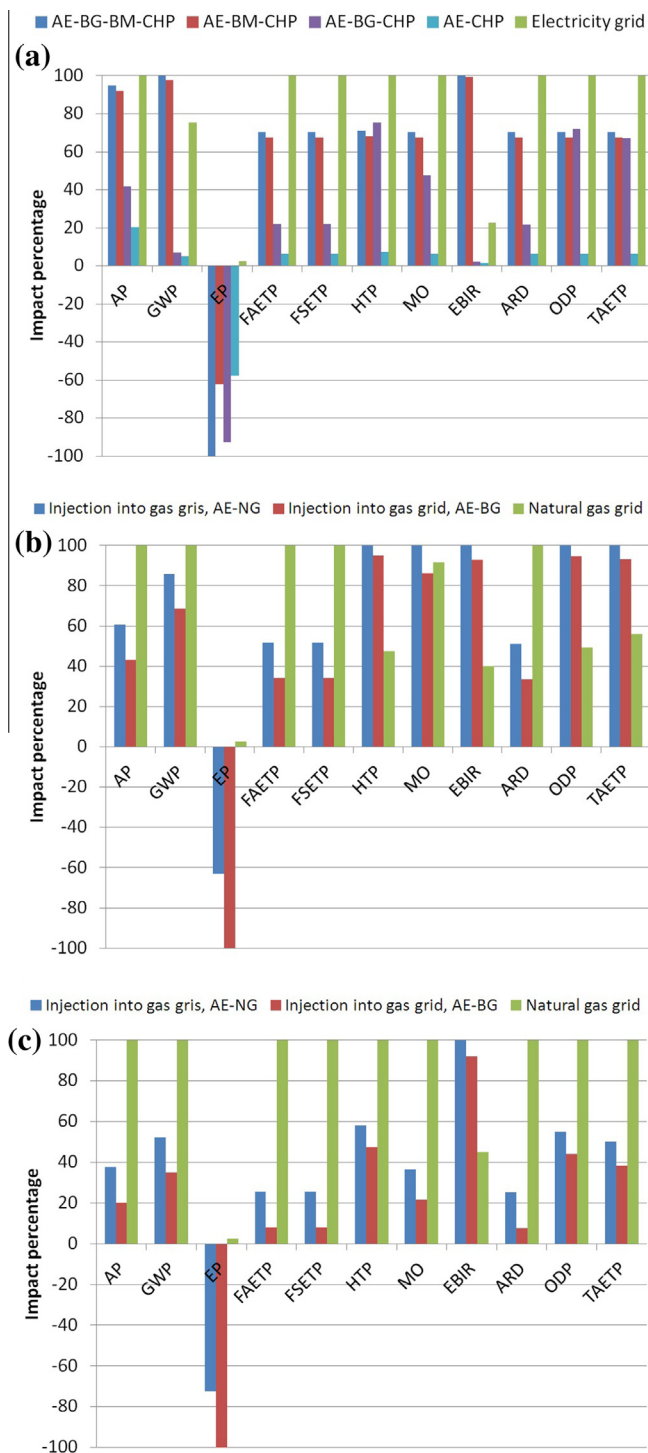 AE-BG-BM-CHP AE-BM-CHP AE-BG-CHP AE-CHP Electricity grid
(a)
100
80
60
40
20
0
-20
-40
-60
-80
-100
Impact percentage
AP GWP EP FAETP FSETP HTP MO EBIR ARD ODP TAETP
Injection into gas gris, AE-NG Injection into gas grid, AE-BG Natural gas grid
(b)
100
80
60
40
20
0
-20
-40
-60
-80
-100
Impact percentage
AP GWP EP FAETP FSETP HTP MO EBIR ARD ODP TAETP
Injection into gas gris, AE-NG Injection into gas grid, AE-BG Natural gas grid
(c)
100
80
60
40
20
0
-20
-40
-60
-80
-100
Impact percentage
AP GWP EP FAETP FSETP HTP MO EBIR ARD ODP TAETP